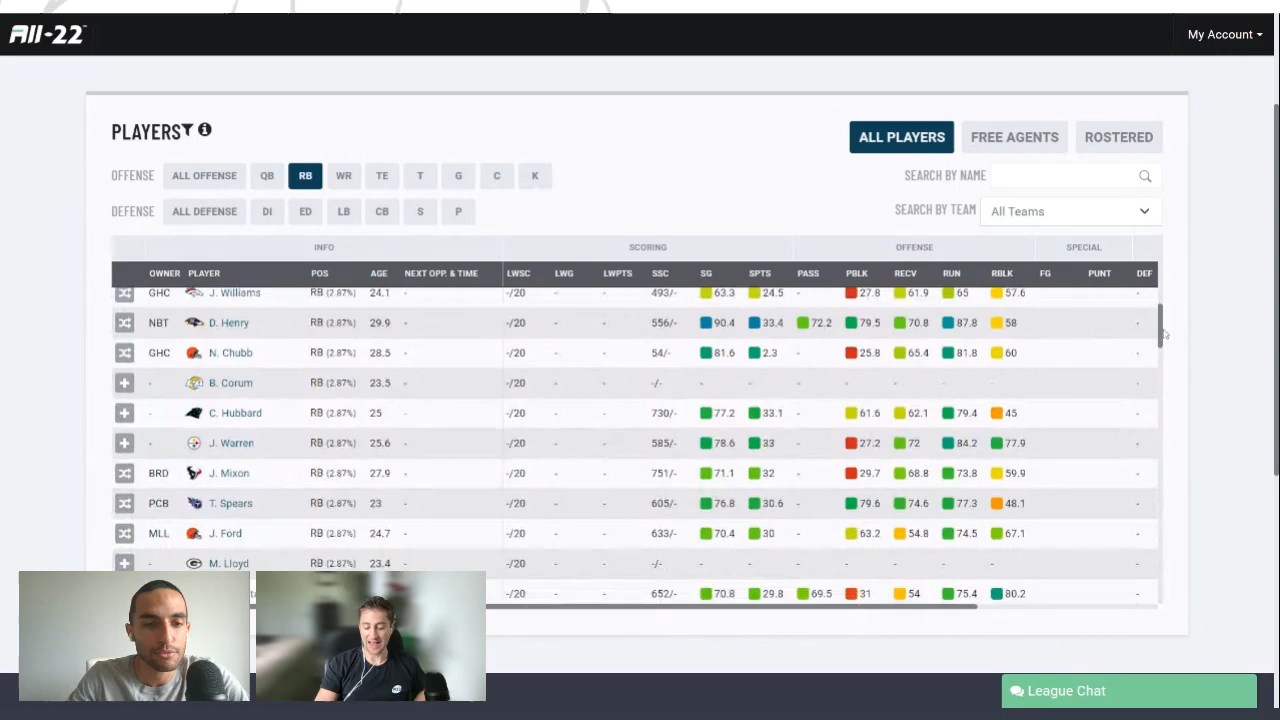 All-22™
My Account
PLAYERS
ALL PLAYERS FREE AGENTS ROSTERED
OFFENSE ALL OFFENSE QB RB WR TE T G C K
SEARCH BY NAME
DEFENSE ALL DEFENSE DI ED LB CB S P
SEARCH BY TEAM All Teams
INFO SCORING OFFENSE SPECIAL
OWNER PLAYER POS AGE NEXT OPP. & TIME LWSC LWG LWPTS SSC SG SPTS PASS PBLK RECV RUN RBLK FG PUNT DEF
GHC J. Williams RB (2.87%) 24.1 - -/20 - - 493/- 63.3 24.5 - 27.8 61.9 65 57.6
NBT D. Henry RB (2.87%) 29.9 - -/20 - - 556/- 90.4 33.4 72.2 79.5 70.8 87.8 58 -
GHC N. Chubb RB (2.87%) 28.5 - -/20 - - 54/- 81.6 2.3 - 25.8 65.4 81.8 60 -
- B. Corum RB (2.87%) 23.5 - -/20 - - -/- - - - - - - - -
- C. Hubbard RB (2.87%) 25 - -/20 - - 730/- 77.2 33.1 - 61.6 62.1 79.4 45 -
- J. Warren RB (2.87%) 25.6 - -/20 - - 585/- 78.6 33 - 27.2 72 84.2 77.9 -
BRD J. Mixon RB (2.87%) 27.9 - -/20 - - 751/- 71.1 32 - 29.7 68.8 73.8 59.9 -
PCB T. Spears RB (2.87%) 23 - -/20 - - 605/- 76.8 30.6 - 79.6 74.6 77.3 48.1 -
MLL J. Ford RB (2.87%) 24.7 - -/20 - - 633/- 70.4 30 - 63.2 54.8 74.5 67.1 -
- M. Lloyd RB (2.87%) 23.4 - -/20 - - -/- - - - - - - - -
-/20 - - 652/- 70.8 29.8 69.5 31 54 75.4 80.2 -
League Chat